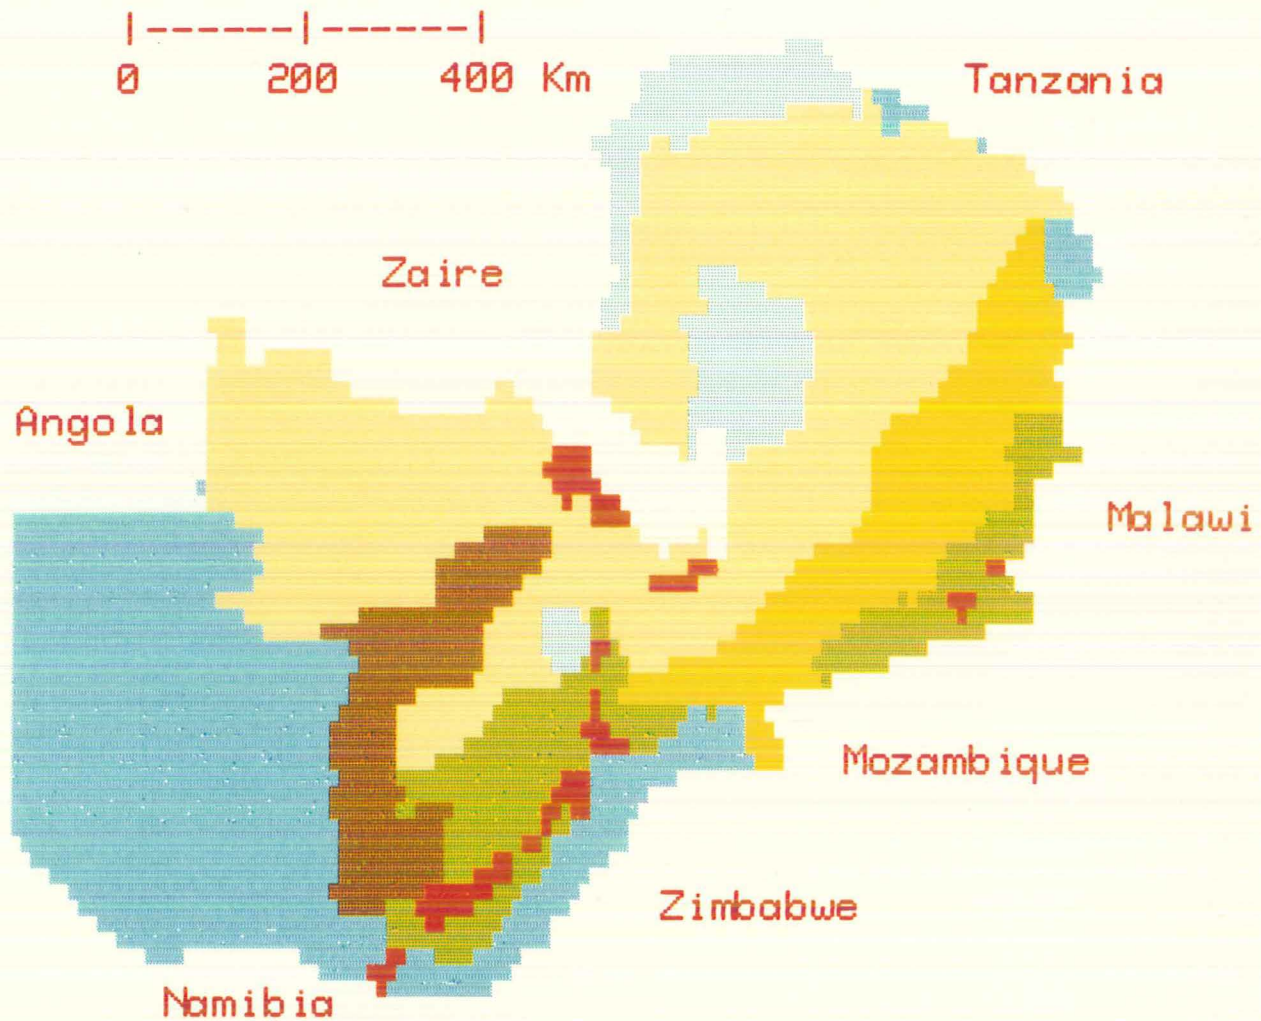 |------|------|
0 200 400 Km
Tanzania
Zaire
Angola
Malawi
Mozambique
Zimbabwe
Namibia